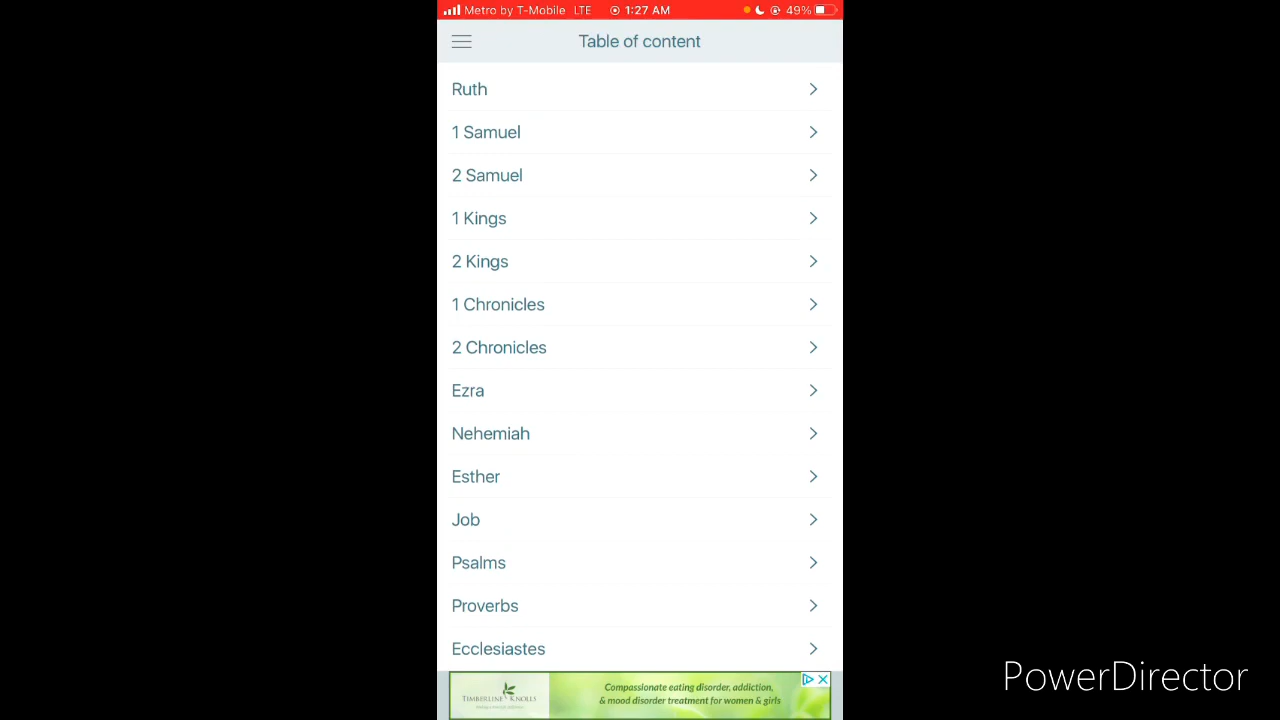 Metro by T-Mobile LTE 1:27 AM 49%
Table of content
Ruth
1 Samuel
2 Samuel
1 Kings
2 Kings
1 Chronicles
2 Chronicles
Ezra
Nehemiah
Esther
Job
Psalms
Proverbs
Ecclesiastes
TIMBERLINE KNOLLS
Compassionate eating disorder, addiction,
& mood disorder treatment for women & girls
PowerDirector